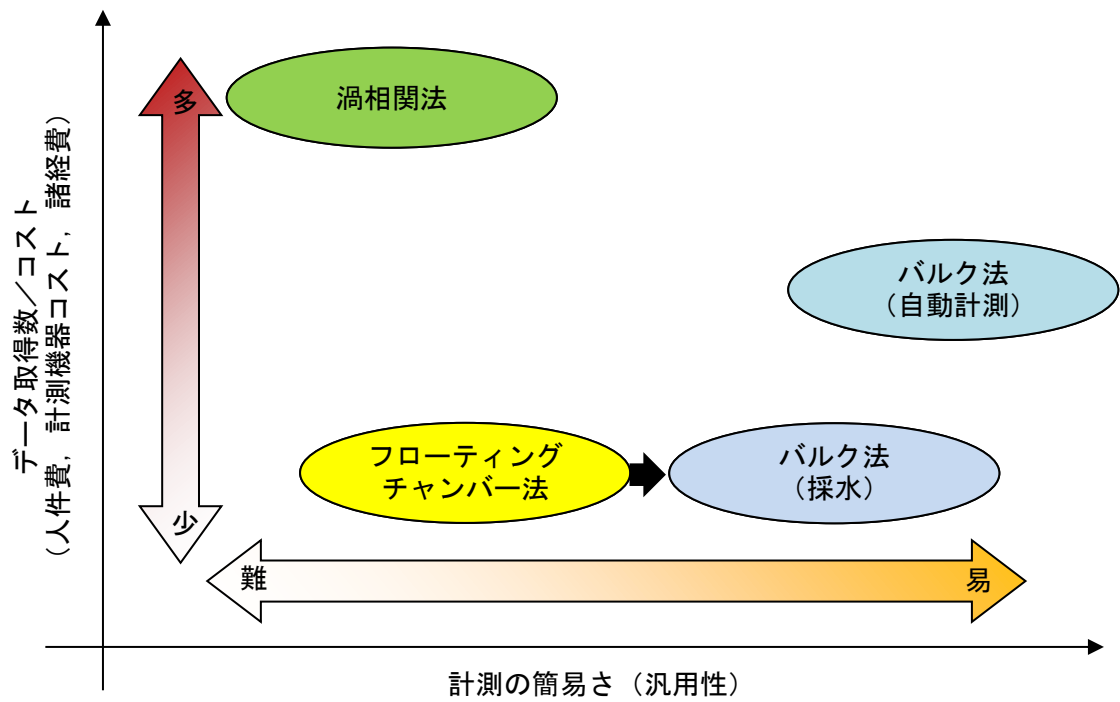 データ取得数／コスト
（人件費，計測機器コスト，諸経費）
多
渦相関法
バルク法
（自動計測）
フローティング
チャンバー法
バルク法
（採水）
少
難
易
計測の簡易さ（汎用性）